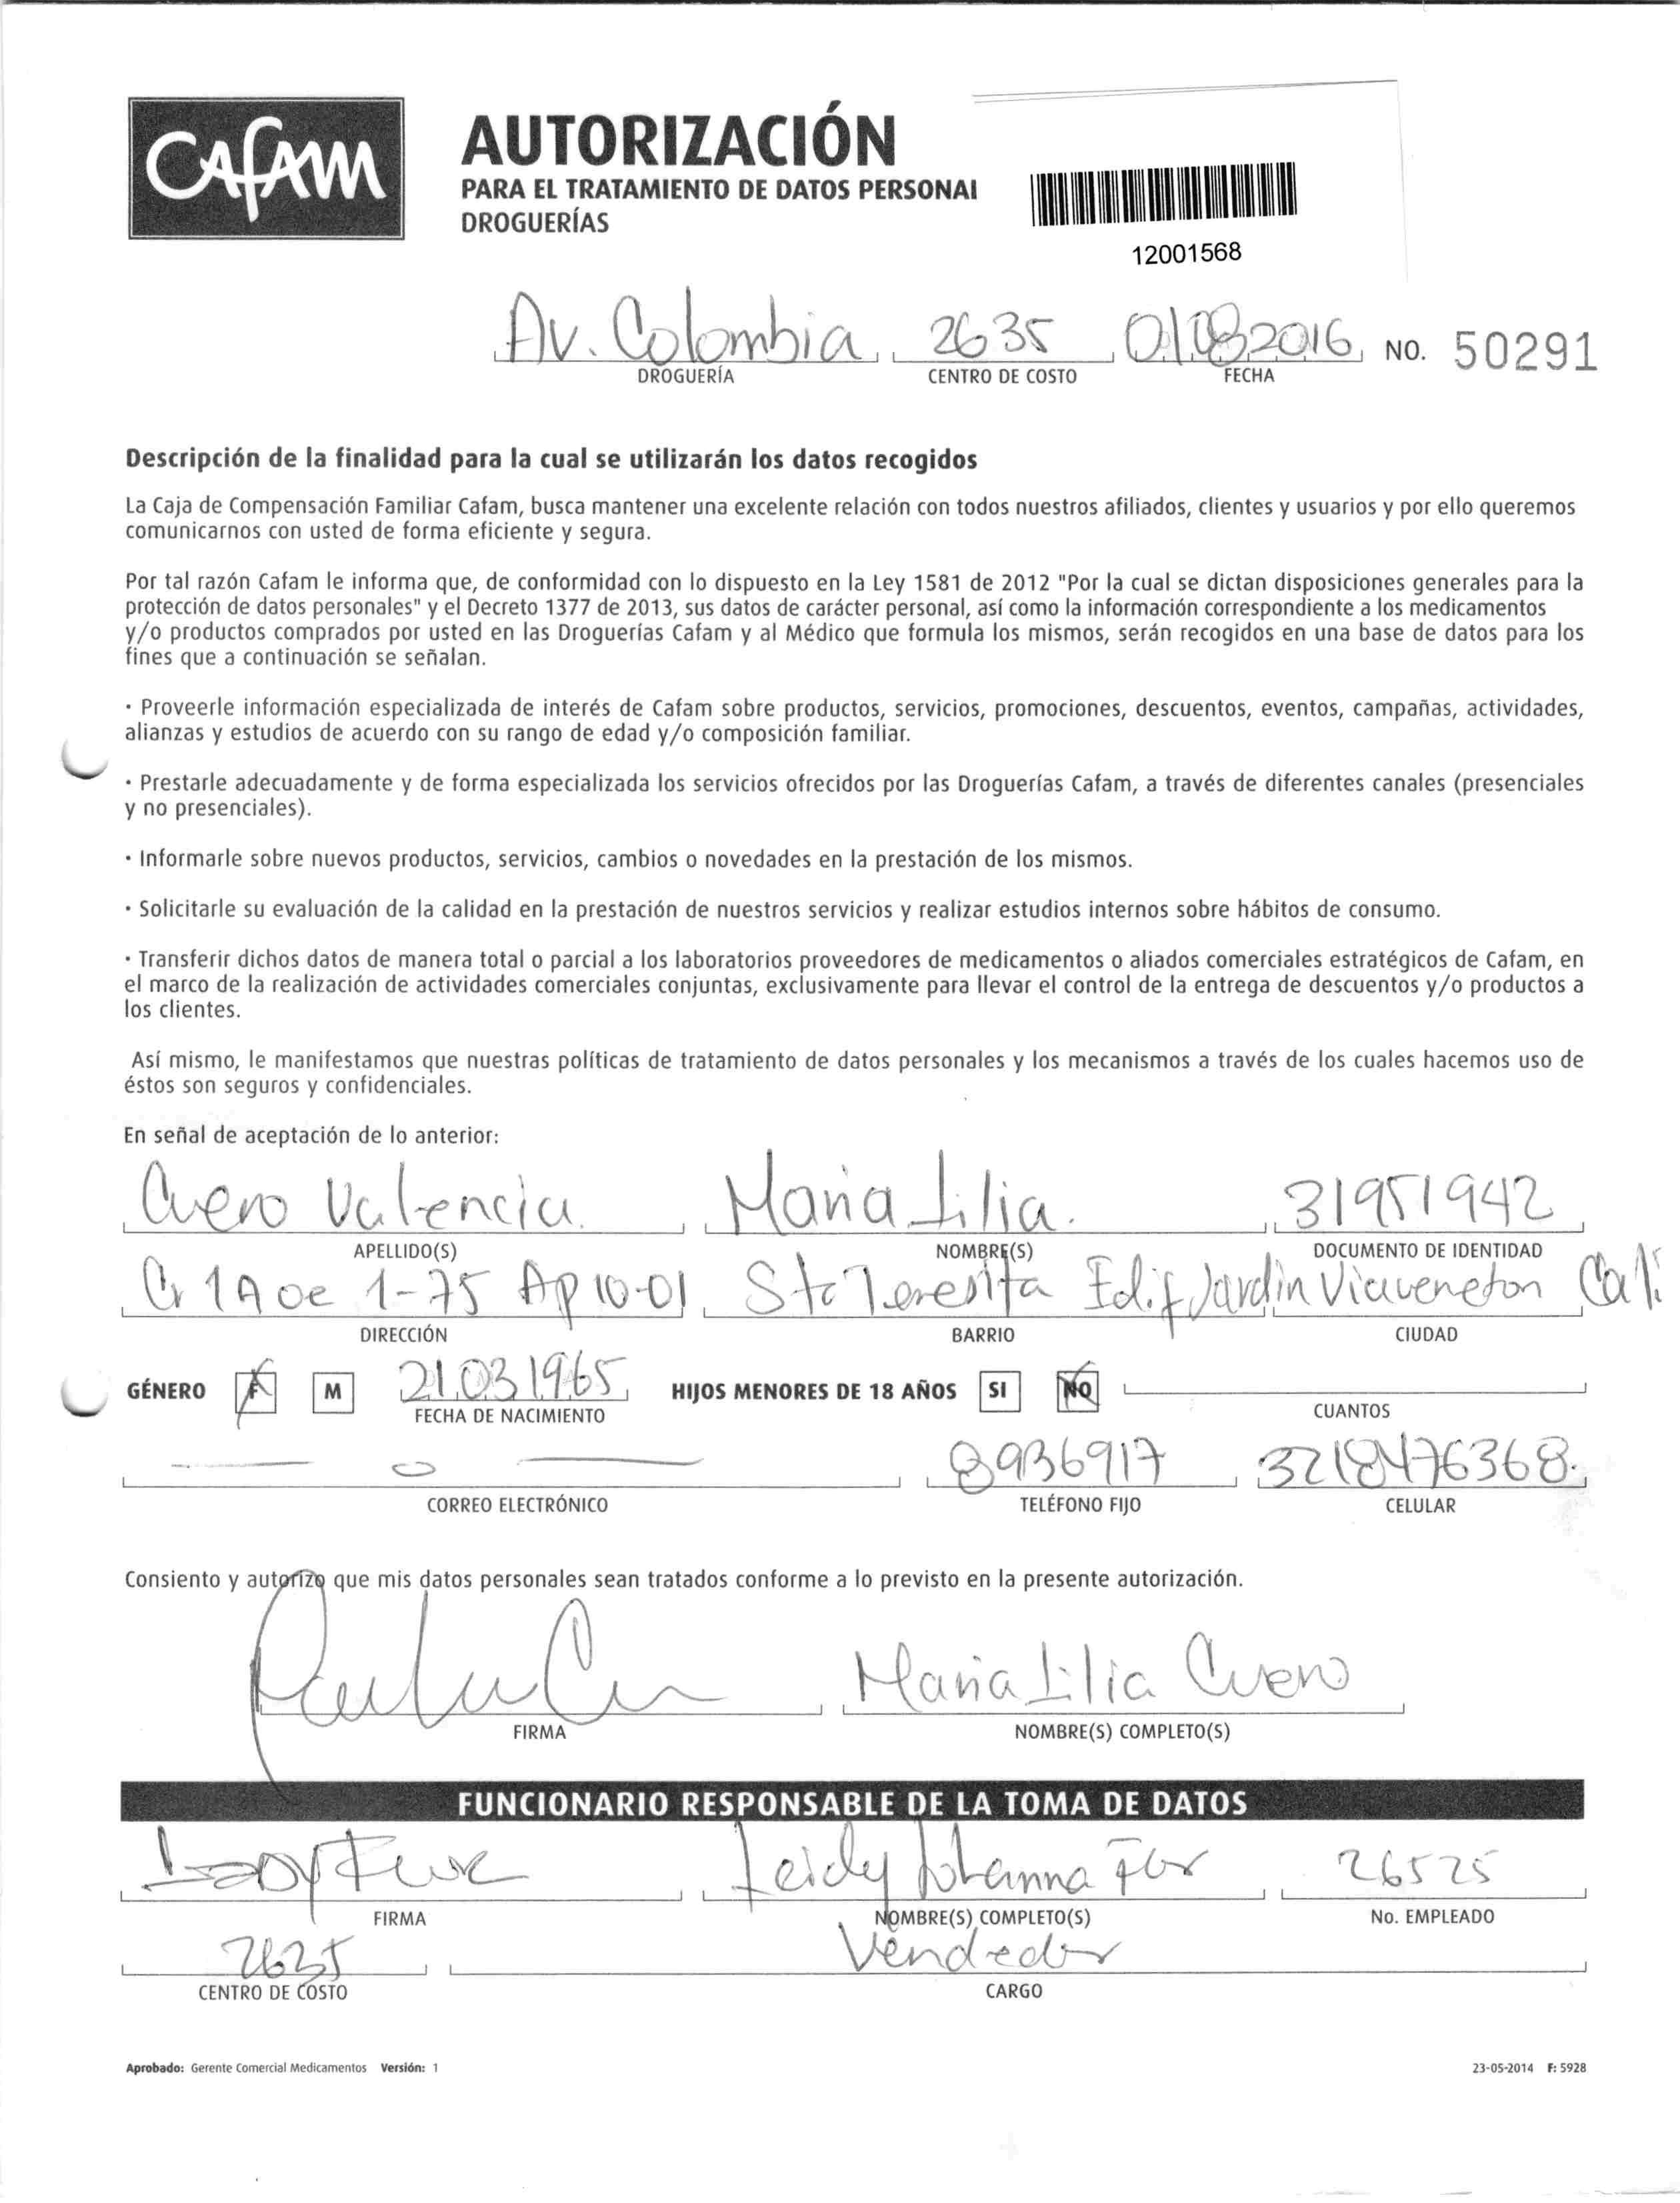 CAFAM
AUTORIZACIÓN
PARA EL TRATAMIENTO DE DATOS PERSONAL
DROGUERÍAS
12001568
Av. Colombia 2635 01082016 NO. 50291
DROGUERÍA CENTRO DE COSTO FECHA
Descripción de la finalidad para la cual se utilizarán los datos recogidos
La Caja de Compensación Familiar Cafam, busca mantener una excelente relación con todos nuestros afiliados, clientes y usuarios y por ello queremos
comunicarnos con usted de forma eficiente y segura.
Por tal razón Cafam le informa que, de conformidad con lo dispuesto en la Ley 1581 de 2012 "Por la cual se dictan disposiciones generales para la
protección de datos personales" y el Decreto 1377 de 2013, sus datos de carácter personal, así como la información correspondiente a los medicamentos
y/o productos comprados por usted en las Droguerías Cafam y al Médico que formula los mismos, serán recogidos en una base de datos para los
fines que a continuación se señalan.
· Proveerle información especializada de interés de Cafam sobre productos, servicios, promociones, descuentos, eventos, campañas, actividades,
alianzas y estudios de acuerdo con su rango de edad y/o composición familiar.
· Prestarle adecuadamente y de forma especializada los servicios ofrecidos por las Droguerías Cafam, a través de diferentes canales (presenciales
y no presenciales).
· Informarle sobre nuevos productos, servicios, cambios o novedades en la prestación de los mismos.
· Solicitarle su evaluación de la calidad en la prestación de nuestros servicios y realizar estudios internos sobre hábitos de consumo.
· Transferir dichos datos de manera total o parcial a los laboratorios proveedores de medicamentos o aliados comerciales estratégicos de Cafam, en
el marco de la realización de actividades comerciales conjuntas, exclusivamente para llevar el control de la entrega de descuentos y/o productos a
los clientes.
Así mismo, le manifestamos que nuestras políticas de tratamiento de datos personales y los mecanismos a través de los cuales hacemos uso de
éstos son seguros y confidenciales.
En señal de aceptación de lo anterior:
Cuero Valencia. Maria Lilia. 31951942
APELLIDO(S) NOMBRE(S) DOCUMENTO DE IDENTIDAD
Cr 1A oe 1-75 Ap 10-01 Sta Teresita Edif Jardin Viaveneton Cali
DIRECCIÓN BARRIO CIUDAD
GÉNERO F M 21031965 HIJOS MENORES DE 18 AÑOS SI NO
FECHA DE NACIMIENTO CUANTOS
8936917 3218476368.
CORREO ELECTRÓNICO TELÉFONO FIJO CELULAR
Consiento y autorizo que mis datos personales sean tratados conforme a lo previsto en la presente autorización.
Maria Lilia Cuero
FIRMA NOMBRE(S) COMPLETO(S)
FUNCIONARIO RESPONSABLE DE LA TOMA DE DATOS
Leidy Johanna 26525
FIRMA NOMBRE(S) COMPLETO(S) No. EMPLEADO
2635 Vendedor
CENTRO DE COSTO CARGO
Aprobado: Gerente Comercial Medicamentos Versión: 1 23-05-2014 F: 5928